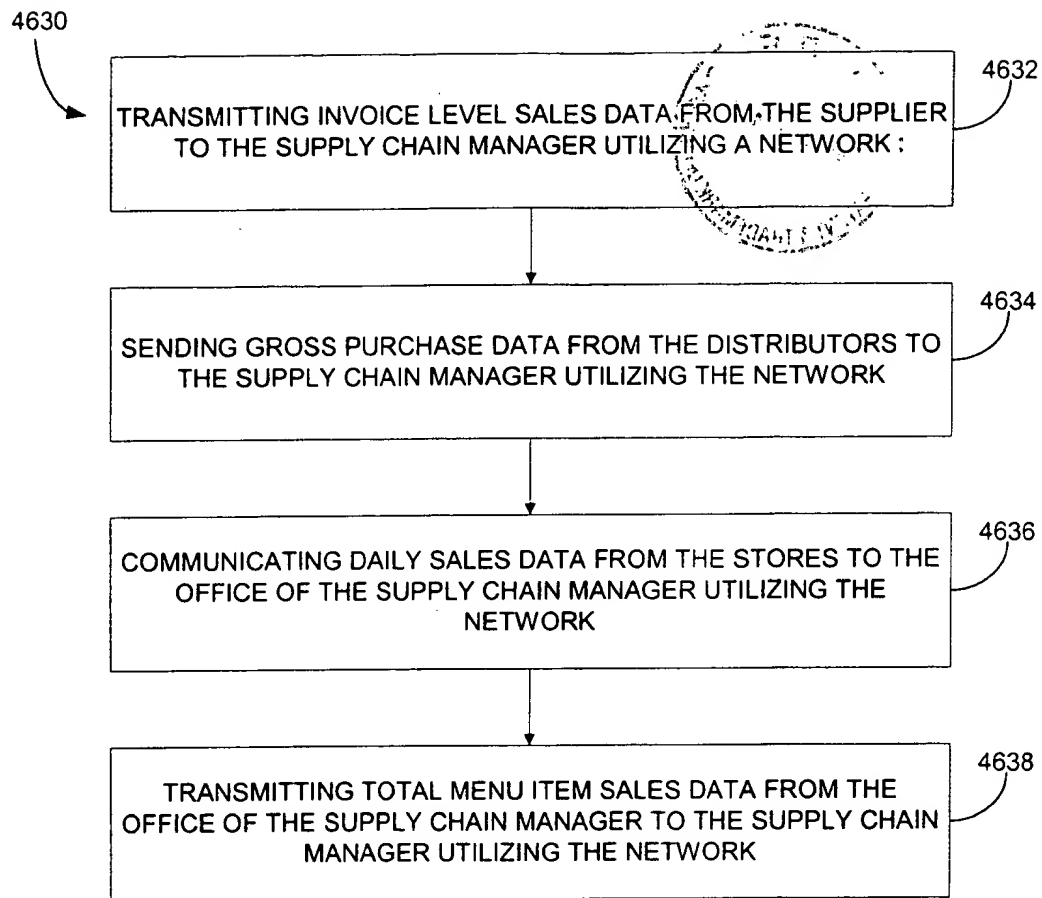 4630
4632
TRANSMITTING INVOICE LEVEL SALES DATA FROM THE SUPPLIER
TO THE SUPPLY CHAIN MANAGER UTILIZING A NETWORK :
4634
SENDING GROSS PURCHASE DATA FROM THE DISTRIBUTORS TO
THE SUPPLY CHAIN MANAGER UTILIZING THE NETWORK
4636
COMMUNICATING DAILY SALES DATA FROM THE STORES TO THE
OFFICE OF THE SUPPLY CHAIN MANAGER UTILIZING THE
NETWORK
4638
TRANSMITTING TOTAL MENU ITEM SALES DATA FROM THE
OFFICE OF THE SUPPLY CHAIN MANAGER TO THE SUPPLY CHAIN
MANAGER UTILIZING THE NETWORK